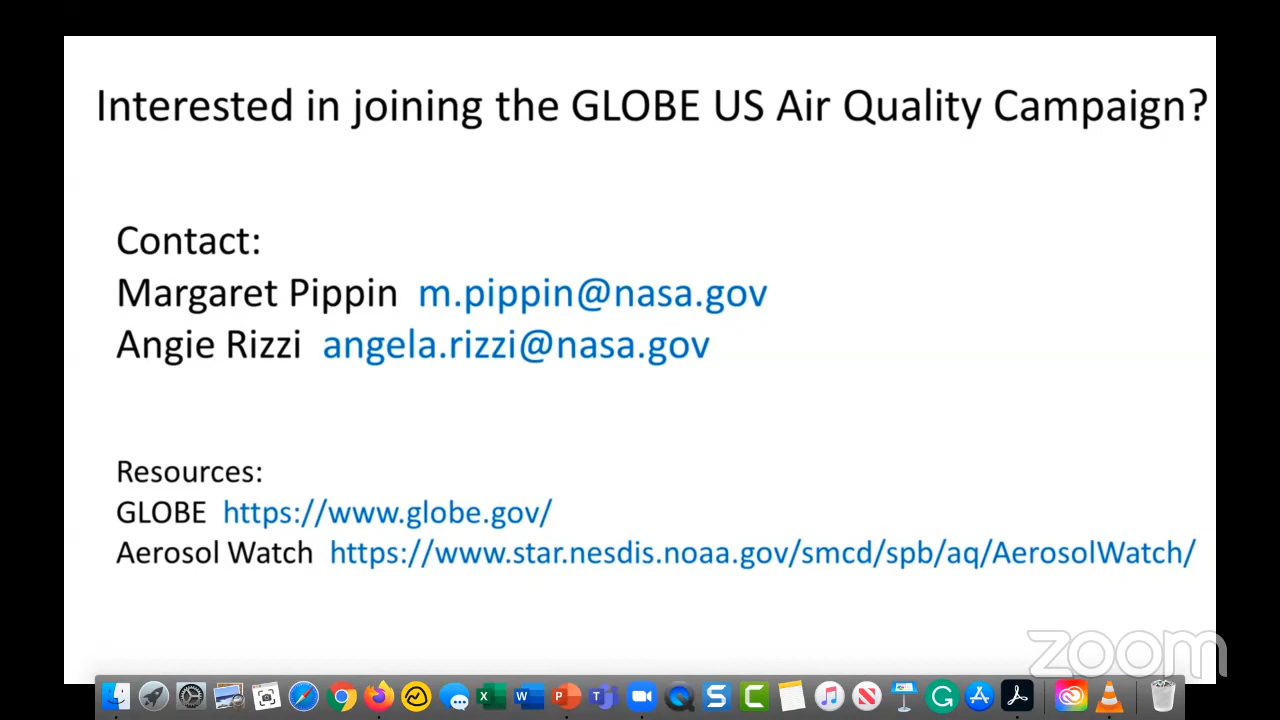 Interested in joining the GLOBE US Air Quality Campaign?
Contact:
Margaret Pippin m.pippin@nasa.gov
Angie Rizzi angela.rizzi@nasa.gov
Resources:
GLOBE https://www.globe.gov/
Aerosol Watch https://www.star.nesdis.noaa.gov/smcd/spb/aq/AerosolWatch/
zoom